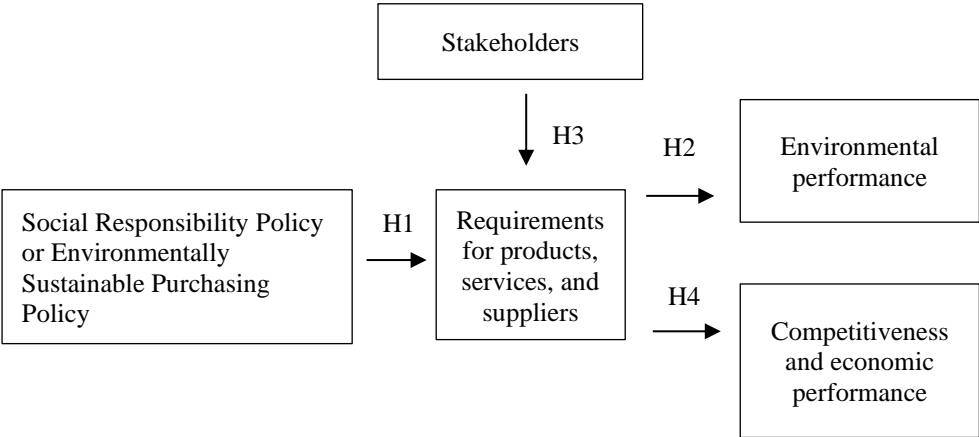 Stakeholders
H3
H2
Environmental
performance
Social Responsibility Policy
or Environmentally
Sustainable Purchasing
Policy
H1
Requirements
for products,
services, and
suppliers
H4
Competitiveness
and economic
performance